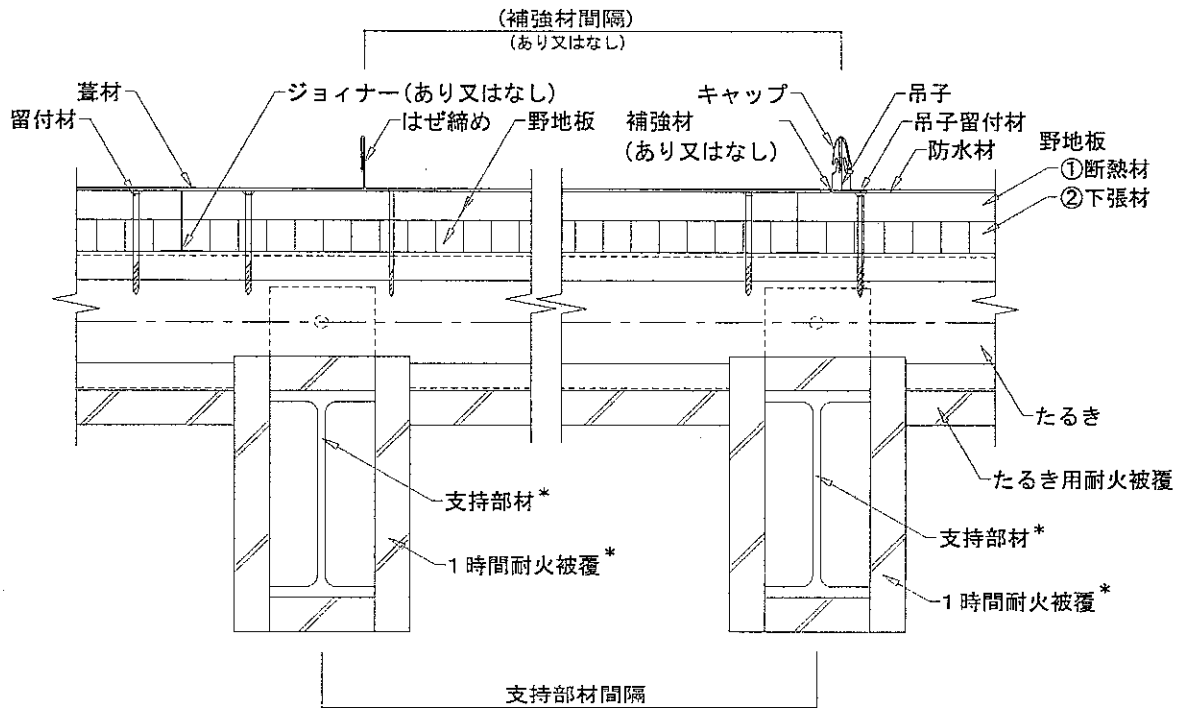 (補強材間隔)
(あり又はなし)
葺材
ジョイナー(あり又はなし)
キャップ
吊子
留付材
はぜ締め
野地板
補強材
(あり又はなし)
吊子留付材
防水材
野地板
①断熱材
②下張材
たるき
たるき用耐火被覆
支持部材*
支持部材*
1時間耐火被覆*
1時間耐火被覆*
支持部材間隔